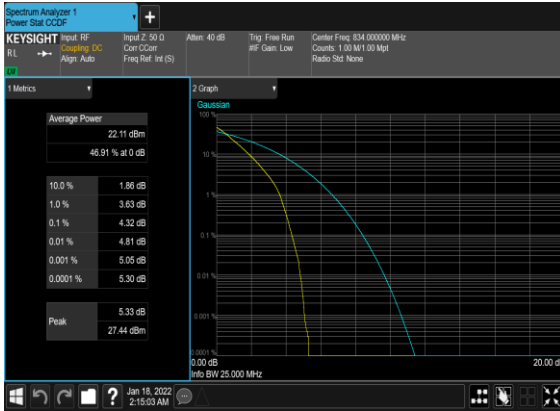 Spectrum Analyzer 1
Power Stat CCDF
KEYSIGHT
RL
Input: RF
Coupling: DC
Align: Auto
Input Z: 50 Ω
Corr CCorr
Freq Ref: Int (S)
Atten: 40 dB
Trig: Free Run
#IF Gain: Low
Center Freq: 834.000000 MHz
Counts: 1.00 M/1.00 Mpt
Radio Std: None
1 Metrics
Average Power
22.11 dBm
46.91 % at 0 dB
10.0 % 1.86 dB
1.0 % 3.63 dB
0.1 % 4.32 dB
0.01 % 4.81 dB
0.001 % 5.05 dB
0.0001 % 5.30 dB
Peak
5.33 dB
27.44 dBm
2 Graph
Gaussian
100 %
10 %
1 %
0.1 %
0.01 %
0.001 %
0.0001 %
0.00 dB
20.00 d
Info BW 25.000 MHz
Jan 18, 2022
2:15:03 AM